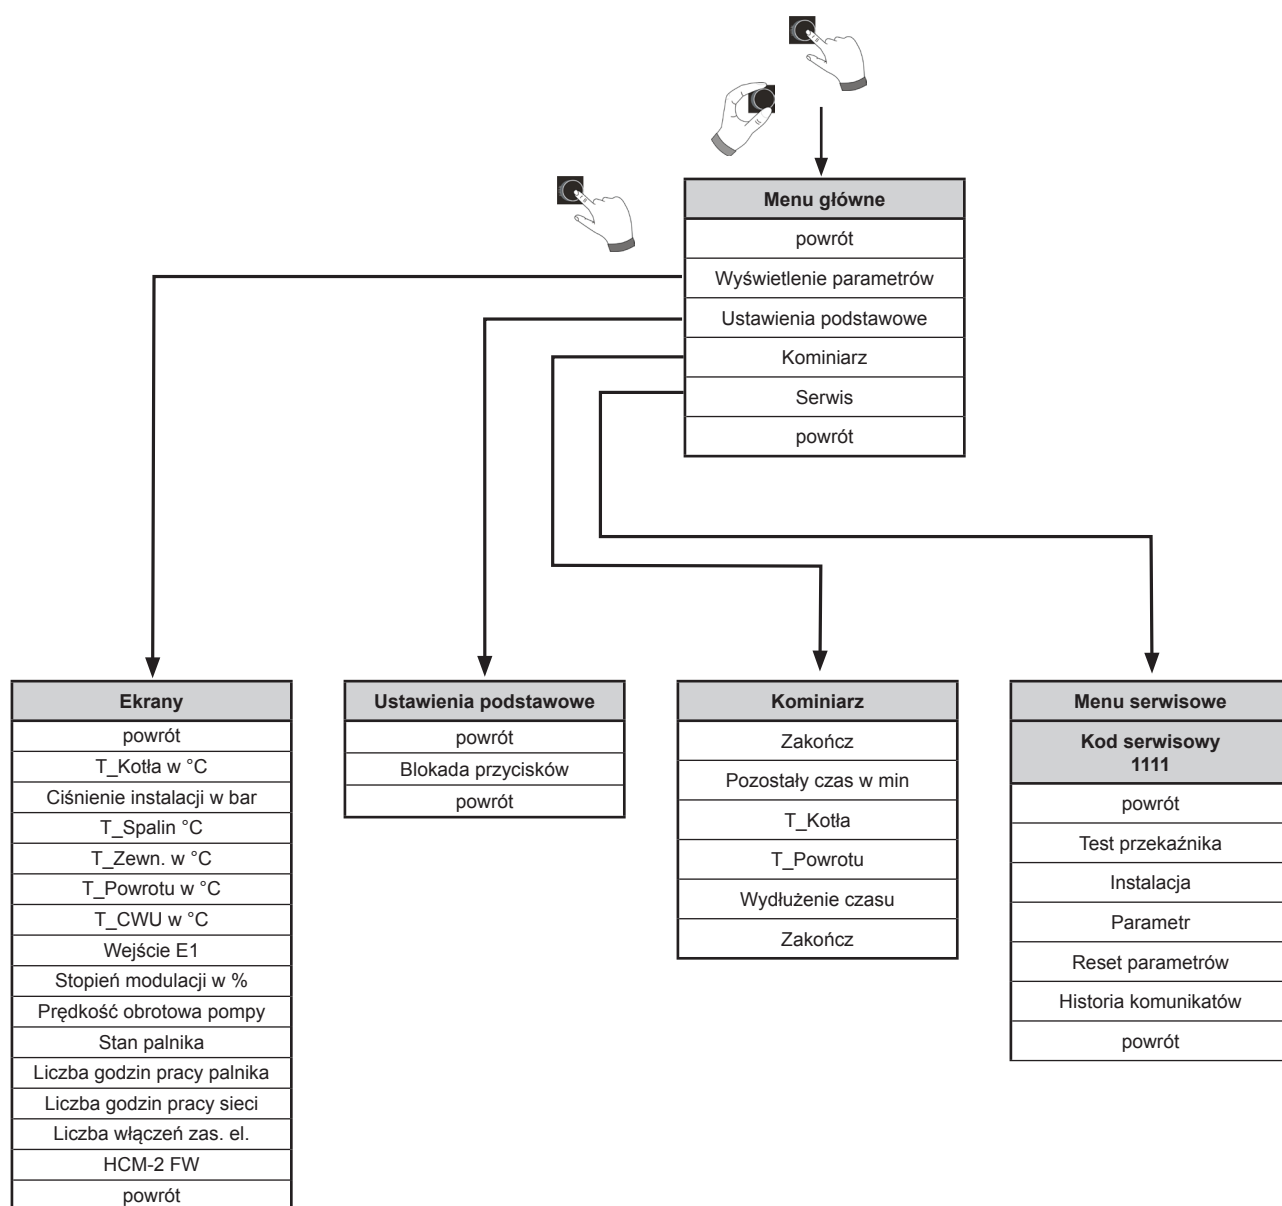 Menu główne
powrót
Wyświetlenie parametrów
Ustawienia podstawowe
Kominiarz
Serwis
powrót
Ekrany
powrót
T_Kotła w °C
Ciśnienie instalacji w bar
T_Spalin °C
T_Zewn. w °C
T_Powrotu w °C
T_CWU w °C
Wejście E1
Stopień modulacji w %
Prędkość obrotowa pompy
Stan palnika
Liczba godzin pracy palnika
Liczba godzin pracy sieci
Liczba włączeń zas. el.
HCM-2 FW
powrót
Ustawienia podstawowe
powrót
Blokada przycisków
powrót
Kominiarz
Zakończ
Pozostały czas w min
T_Kotła
T_Powrotu
Wydłużenie czasu
Zakończ
Menu serwisowe
Kod serwisowy
1111
powrót
Test przekaźnika
Instalacja
Parametr
Reset parametrów
Historia komunikatów
powrót